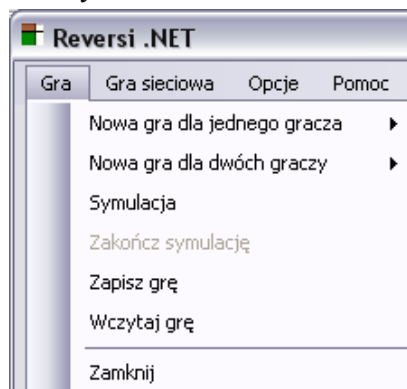 Reversi .NET
Gra Gra sieciowa Opcje Pomoc
Nowa gra dla jednego gracza
Nowa gra dla dwóch graczy
Symulacja
Zakończ symulację
Zapisz grę
Wczytaj grę
Zamknij